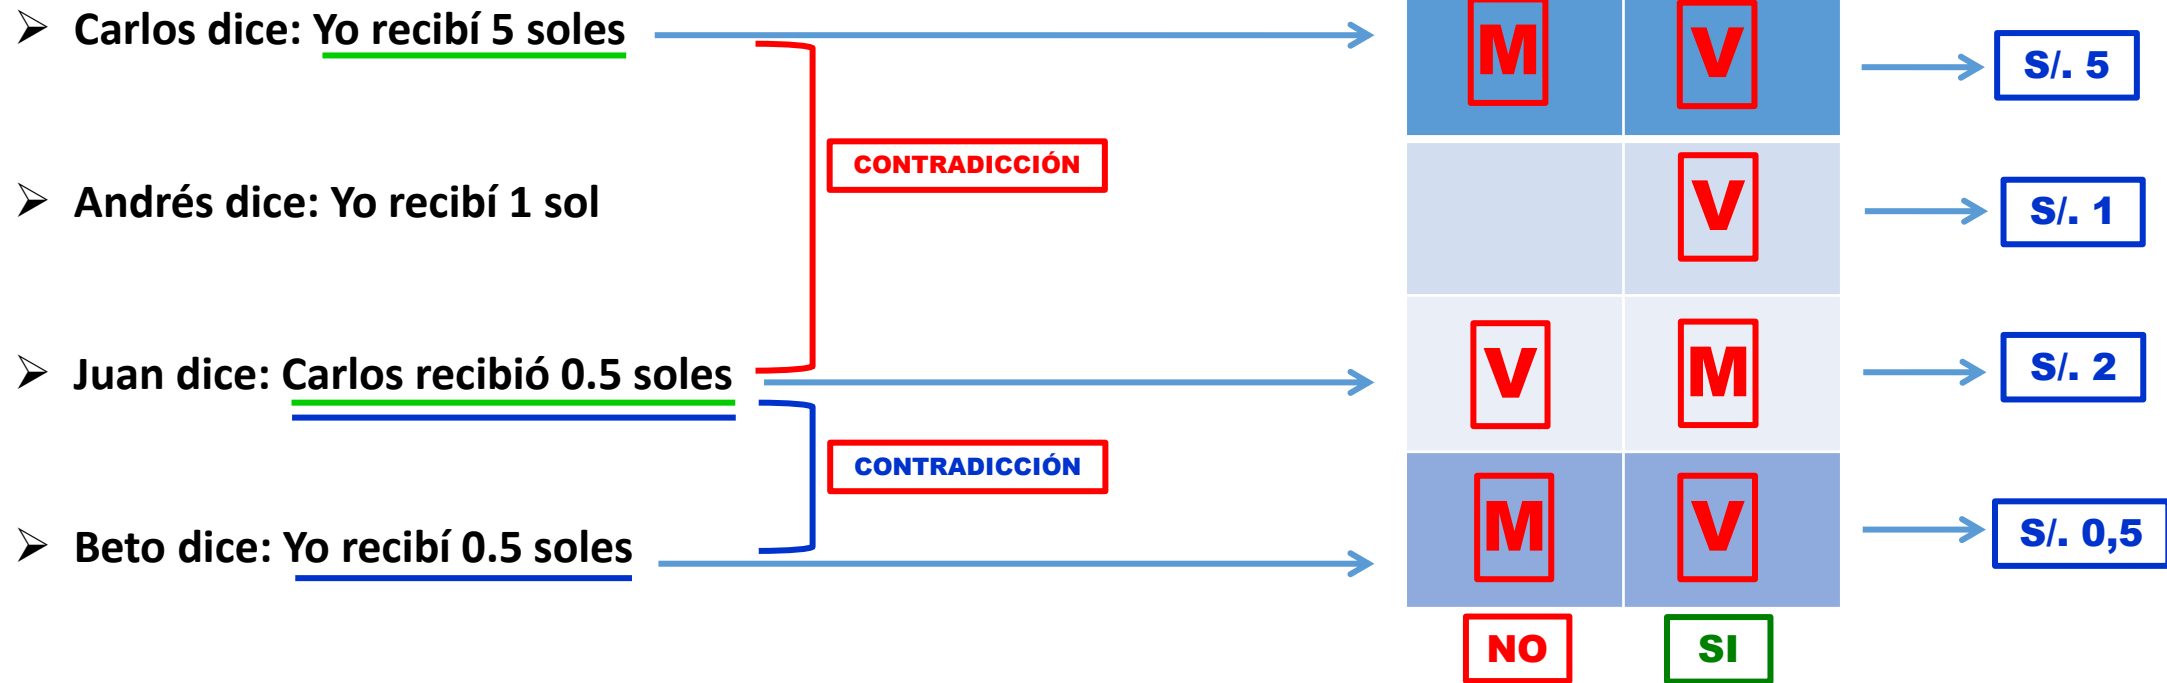 ➢ Carlos dice: Yo recibí 5 soles
M V
S/. 5
CONTRADICCIÓN
➢ Andrés dice: Yo recibí 1 sol
V
S/. 1
➢ Juan dice: Carlos recibió 0.5 soles
V M
S/. 2
CONTRADICCIÓN
➢ Beto dice: Yo recibí 0.5 soles
M V
S/. 0,5
NO SI